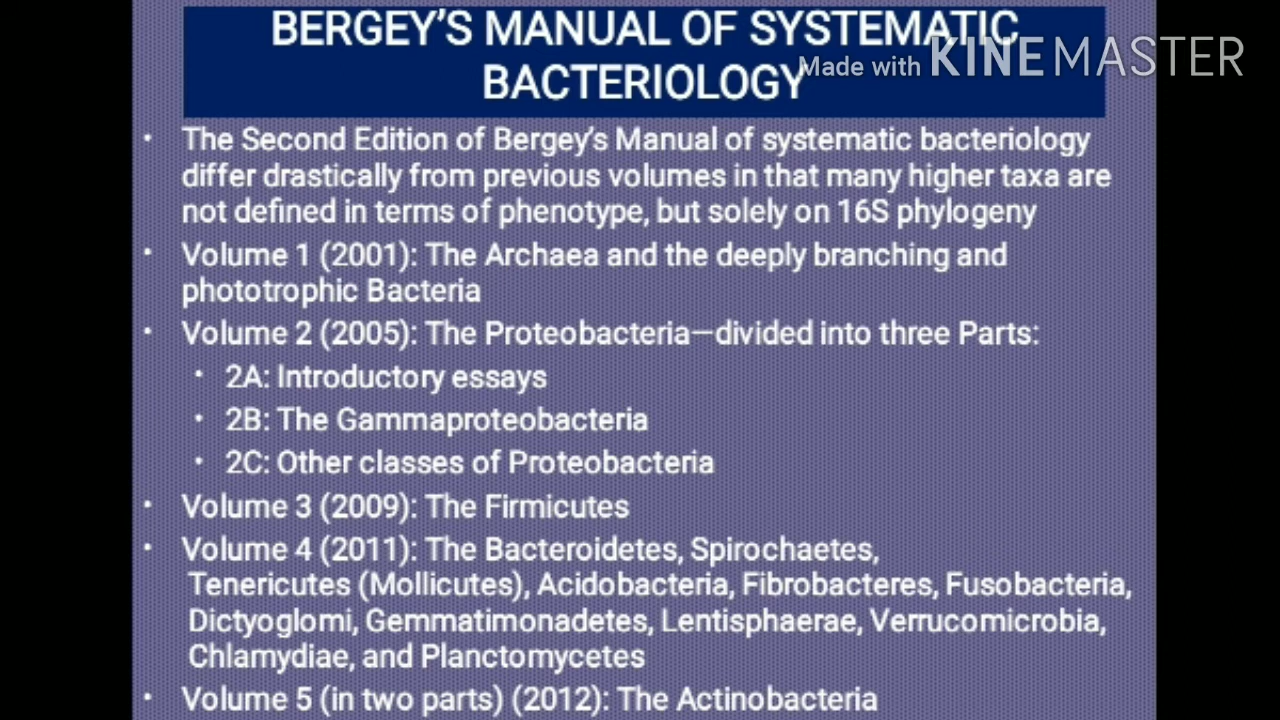 BERGEY'S MANUAL OF SYSTEMATIC
BACTERIOLOGY
Made with KINEMASTER
• The Second Edition of Bergey's Manual of systematic bacteriology
differ drastically from previous volumes in that many higher taxa are
not defined in terms of phenotype, but solely on 16S phylogeny
• Volume 1 (2001): The Archaea and the deeply branching and
phototrophic Bacteria
• Volume 2 (2005): The Proteobacteria—divided into three Parts:
• 2A: Introductory essays
• 2B: The Gammaproteobacteria
• 2C: Other classes of Proteobacteria
• Volume 3 (2009): The Firmicutes
• Volume 4 (2011): The Bacteroidetes, Spirochaetes,
Tenericutes (Mollicutes), Acidobacteria, Fibrobacteres, Fusobacteria,
Dictyoglomi, Gemmatimonadetes, Lentisphaerae, Verrucomicrobia,
Chlamydiae, and Planctomycetes
• Volume 5 (in two parts) (2012): The Actinobacteria